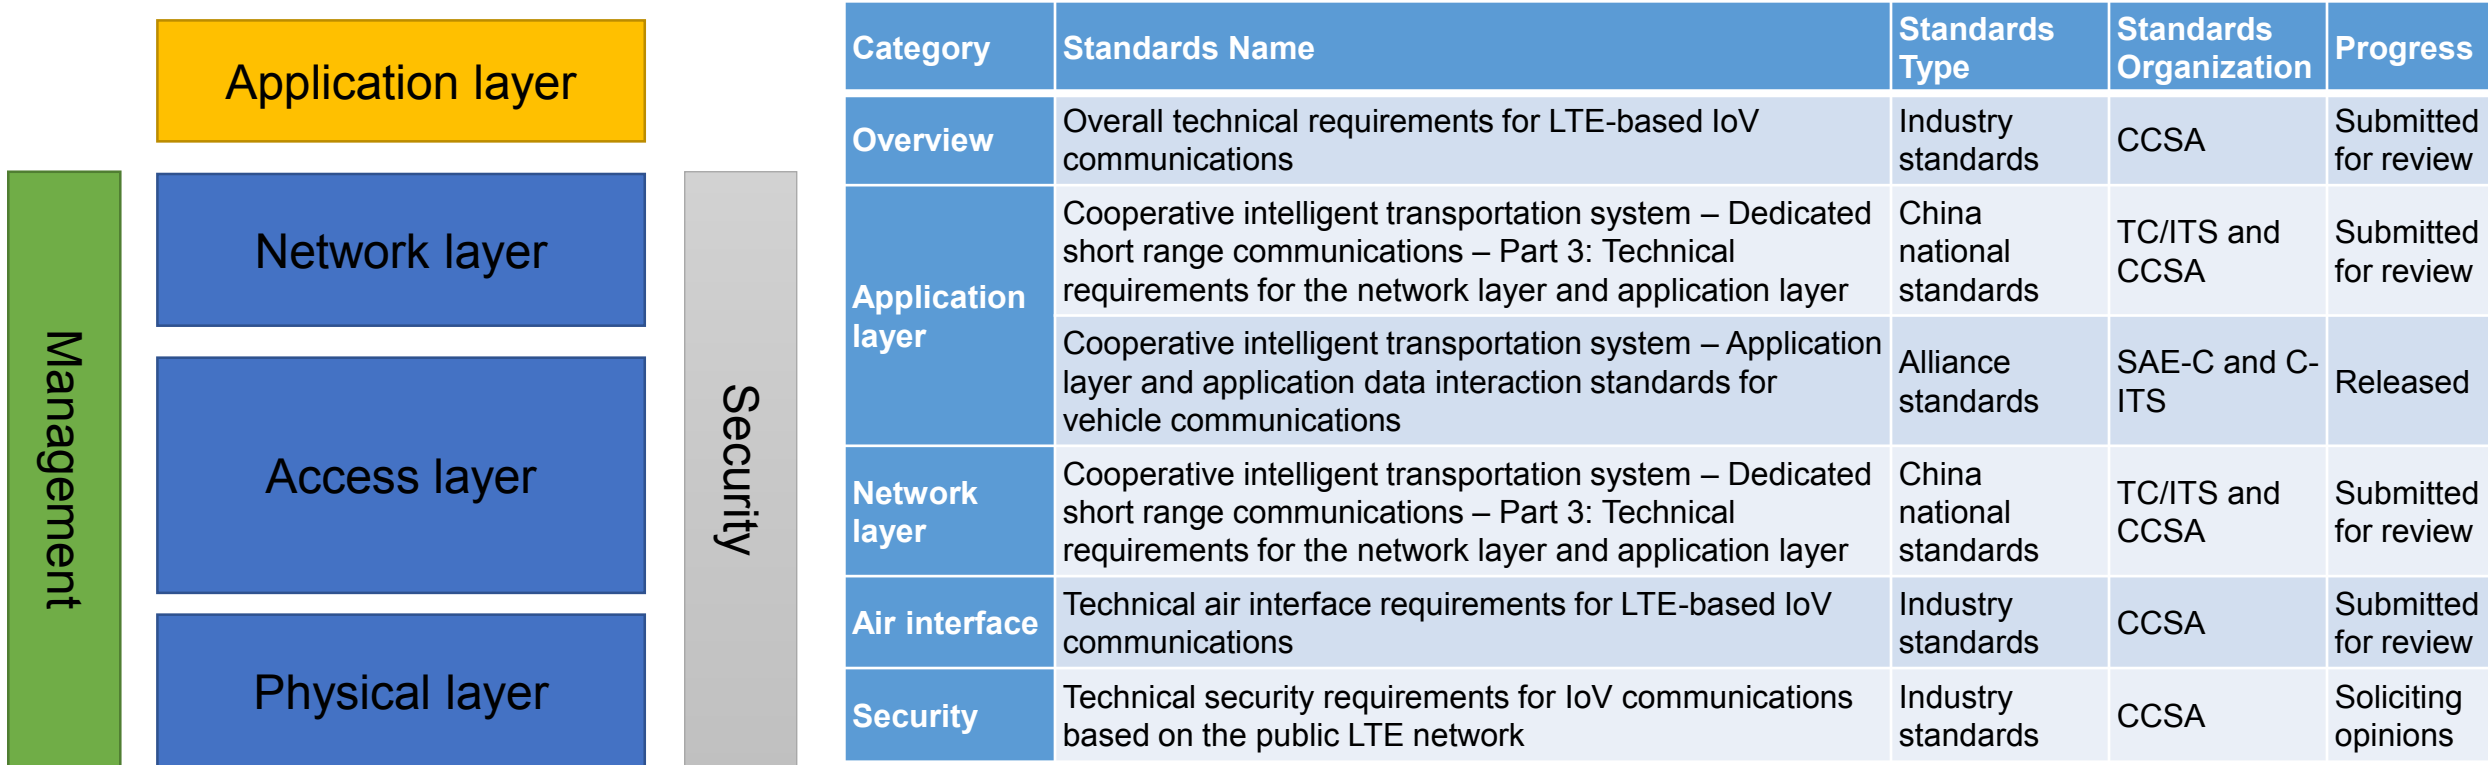 Application layer
Network layer
Access layer
Physical layer
Management
Security
Category
Standards Name
Standards
Type
Standards
Organization
Progress
Overview
Overall technical requirements for LTE-based IoV
communications
Industry
standards
CCSA
Submitted
for review
Application
layer
Cooperative intelligent transportation system – Dedicated
short range communications – Part 3: Technical
requirements for the network layer and application layer
China
national
standards
TC/ITS and
CCSA
Submitted
for review
Cooperative intelligent transportation system – Application
layer and application data interaction standards for
vehicle communications
Alliance
standards
SAE-C and C-
ITS
Released
Network
layer
Cooperative intelligent transportation system – Dedicated
short range communications – Part 3: Technical
requirements for the network layer and application layer
China
national
standards
TC/ITS and
CCSA
Submitted
for review
Air interface
Technical air interface requirements for LTE-based IoV
communications
Industry
standards
CCSA
Submitted
for review
Security
Technical security requirements for IoV communications
based on the public LTE network
Industry
standards
CCSA
Soliciting
opinions